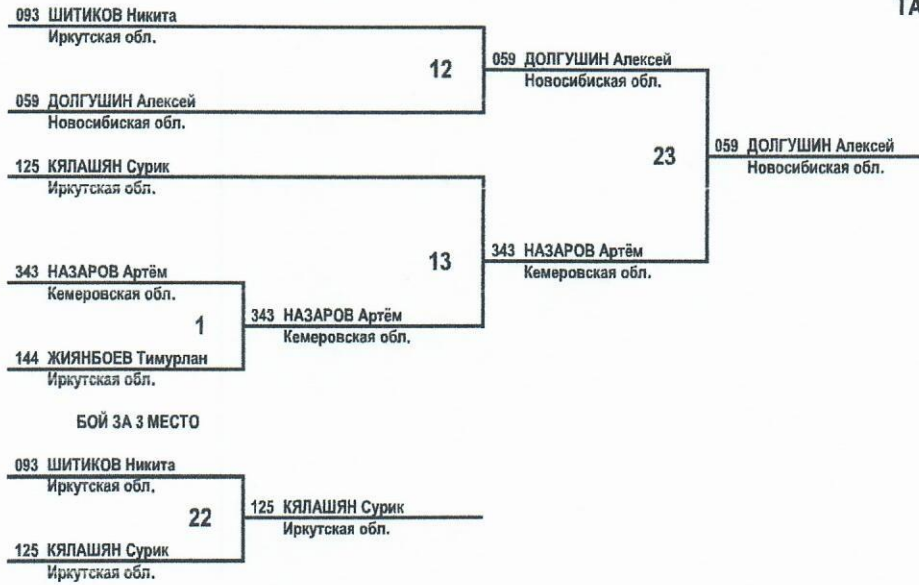 ТА
093 ШИТИКОВ Никита
Иркутская обл.
12
059 ДОЛГУШИН Алексей
Новосибиская обл.
059 ДОЛГУШИН Алексей
Новосибиская обл.
125 КЯЛАШЯН Сурик
Иркутская обл.
23
059 ДОЛГУШИН Алексей
Новосибиская обл.
13
343 НАЗАРОВ Артём
Кемеровская обл.
343 НАЗАРОВ Артём
Кемеровская обл.
1
343 НАЗАРОВ Артём
Кемеровская обл.
144 ЖИЯНБОЕВ Тимурлан
Иркутская обл.
БОЙ ЗА 3 МЕСТО
093 ШИТИКОВ Никита
Иркутская обл.
22
125 КЯЛАШЯН Сурик
Иркутская обл.
125 КЯЛАШЯН Сурик
Иркутская обл.